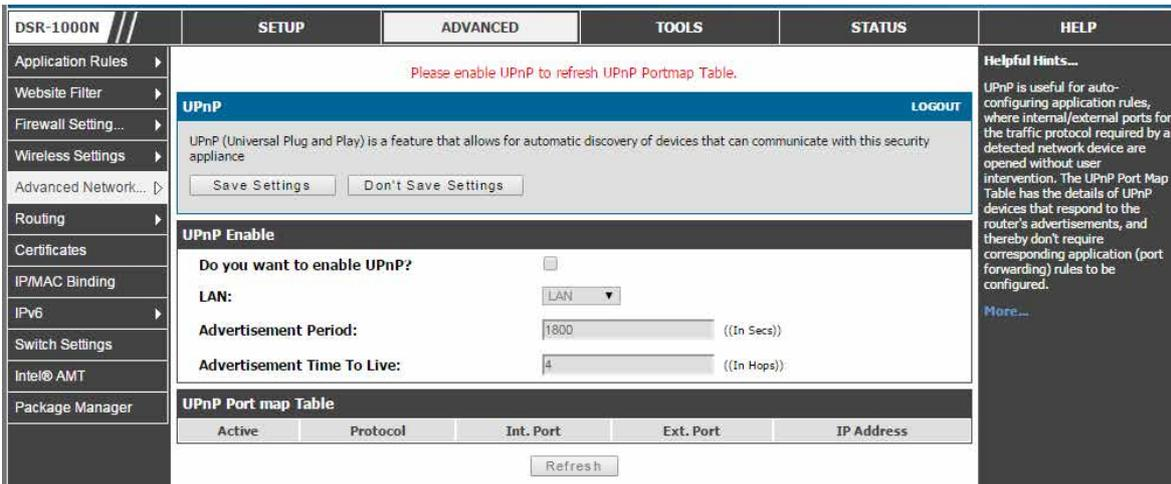 DSR-1000N
SETUP
ADVANCED
TOOLS
STATUS
HELP
Application Rules
Website Filter
Firewall Setting...
Wireless Settings
Advanced Network...
Routing
Certificates
IP/MAC Binding
IPv6
Switch Settings
Intel® AMT
Package Manager
Please enable UPnP to refresh UPnP Portmap Table.
UPnP LOGOUT
UPnP (Universal Plug and Play) is a feature that allows for automatic discovery of devices that can communicate with this security
appliance
Save Settings Don't Save Settings
UPnP Enable
Do you want to enable UPnP?
LAN: LAN
Advertisement Period: 1800 ((In Secs))
Advertisement Time To Live: 4 ((In Hops))
UPnP Port map Table
Active Protocol Int. Port Ext. Port IP Address
Refresh
Helpful Hints...
UPnP is useful for auto-
configuring application rules,
where internal/external ports for
the traffic protocol required by a
detected network device are
opened without user
intervention. The UPnP Port Map
Table has the details of UPnP
devices that respond to the
router's advertisements, and
thereby don't require
corresponding application (port
forwarding) rules to be
configured.
More...